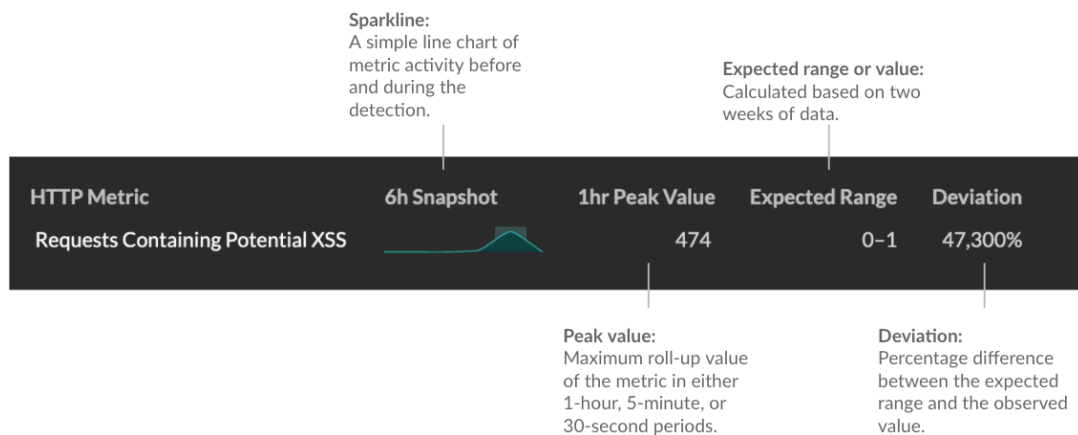 Sparkline:
A simple line chart of
metric activity before
and during the
detection.
Expected range or value:
Calculated based on two
weeks of data.
HTTP Metric 6h Snapshot 1hr Peak Value Expected Range Deviation
Requests Containing Potential XSS 474 0–1 47,300%
Peak value:
Maximum roll-up value
of the metric in either
1-hour, 5-minute, or
30-second periods.
Deviation:
Percentage difference
between the expected
range and the observed
value.